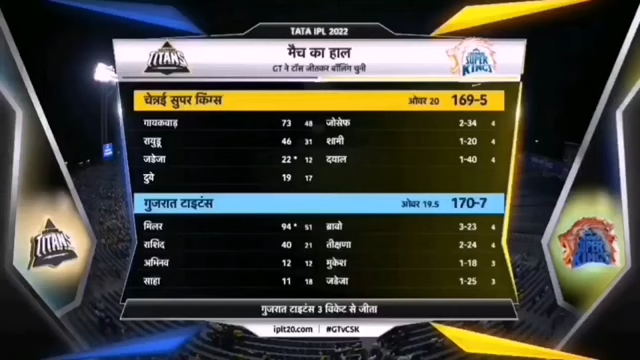 TATA IPL 2022
मैच का हाल
GT ने टॉस जीतकर बॉलिंग चुनी
TITANS
SUPER KINGS
चेन्नई सुपर किंग्स ओवर 20 169-5
गायकवाड़ 73 48 जोसेफ 2-34 4
रायुडू 46 31 शामी 1-20 4
जडेजा 22* 12 दयाल 1-40 4
दुवे 19 17
गुजरात टाइटंस ओवर 19.5 170-7
मिलर 94* 51 ब्रावो 3-23 4
राशिद 40 21 तीक्षणा 2-24 4
अभिनव 12 12 मुकेश 1-18 3
साहा 11 18 जडेजा 1-25 3
TITANS
SUPER KINGS
गुजरात टाइटंस 3 विकेट से जीता
iplt20.com | #GTvCSK